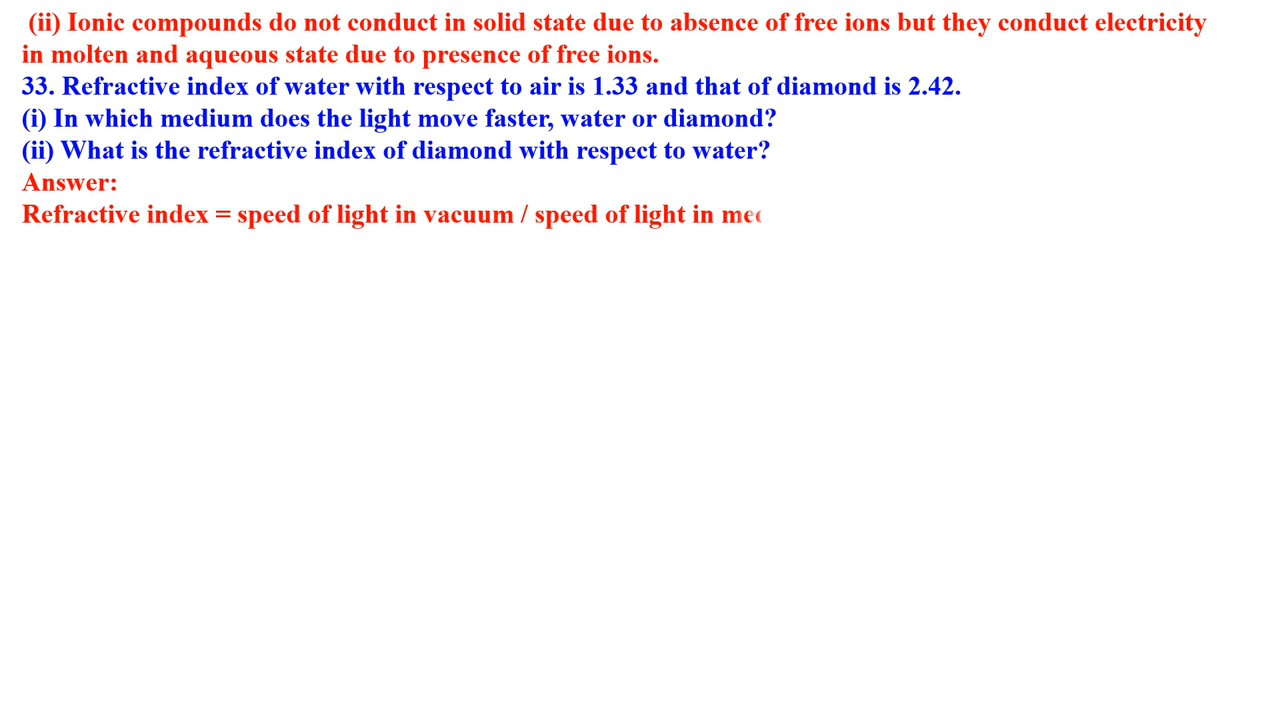 (ii) Ionic compounds do not conduct in solid state due to absence of free ions but they conduct electricity
in molten and aqueous state due to presence of free ions.
33. Refractive index of water with respect to air is 1.33 and that of diamond is 2.42.
(i) In which medium does the light move faster, water or diamond?
(ii) What is the refractive index of diamond with respect to water?
Answer:
Refractive index = speed of light in vacuum / speed of light in